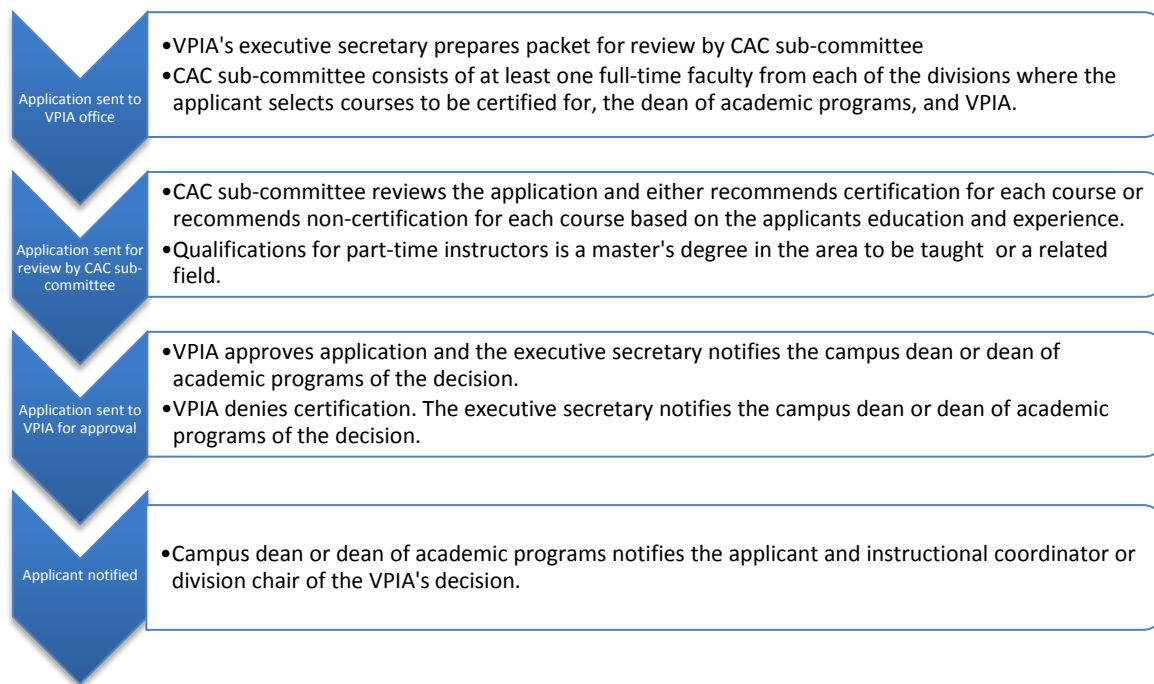 Application sent to
VPIA office
•VPIA's executive secretary prepares packet for review by CAC sub-committee
•CAC sub-committee consists of at least one full-time faculty from each of the divisions where the
applicant selects courses to be certified for, the dean of academic programs, and VPIA.
Application sent for
review by CAC sub-
committee
•CAC sub-committee reviews the application and either recommends certification for each course or
recommends non-certification for each course based on the applicants education and experience.
•Qualifications for part-time instructors is a master's degree in the area to be taught or a related
field.
Application sent to
VPIA for approval
•VPIA approves application and the executive secretary notifies the campus dean or dean of
academic programs of the decision.
•VPIA denies certification. The executive secretary notifies the campus dean or dean of academic
programs of the decision.
Applicant notified
•Campus dean or dean of academic programs notifies the applicant and instructional coordinator or
division chair of the VPIA's decision.